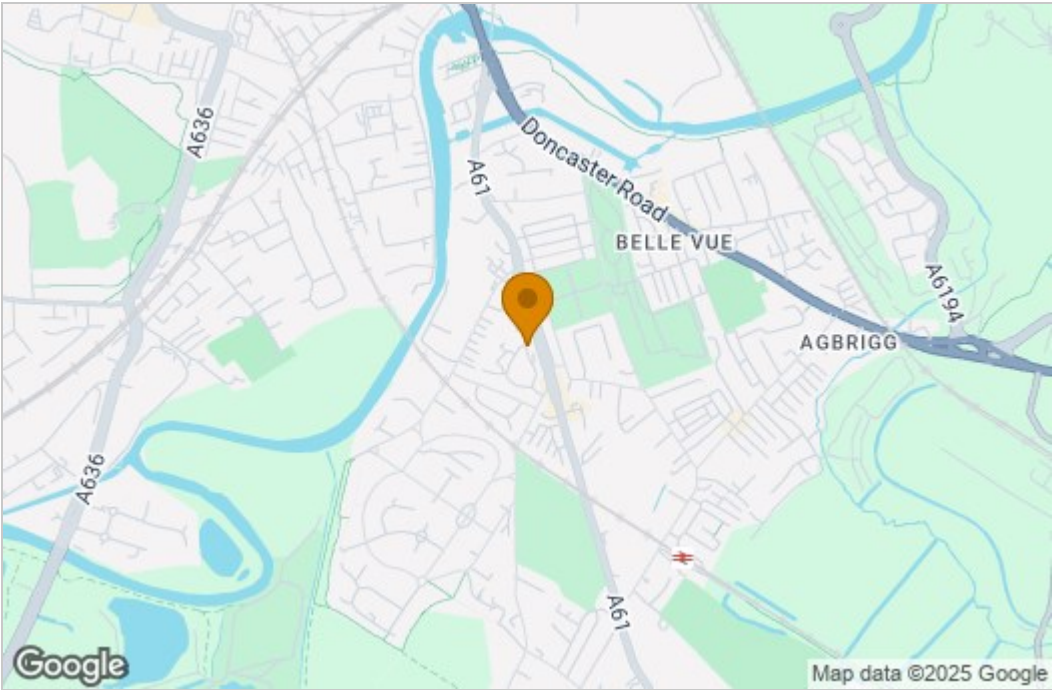 A636
A61
Doncaster Road
BELLE VUE
A6194
AGBRIGG
A636
A61
Google
Map data ©2025 Google